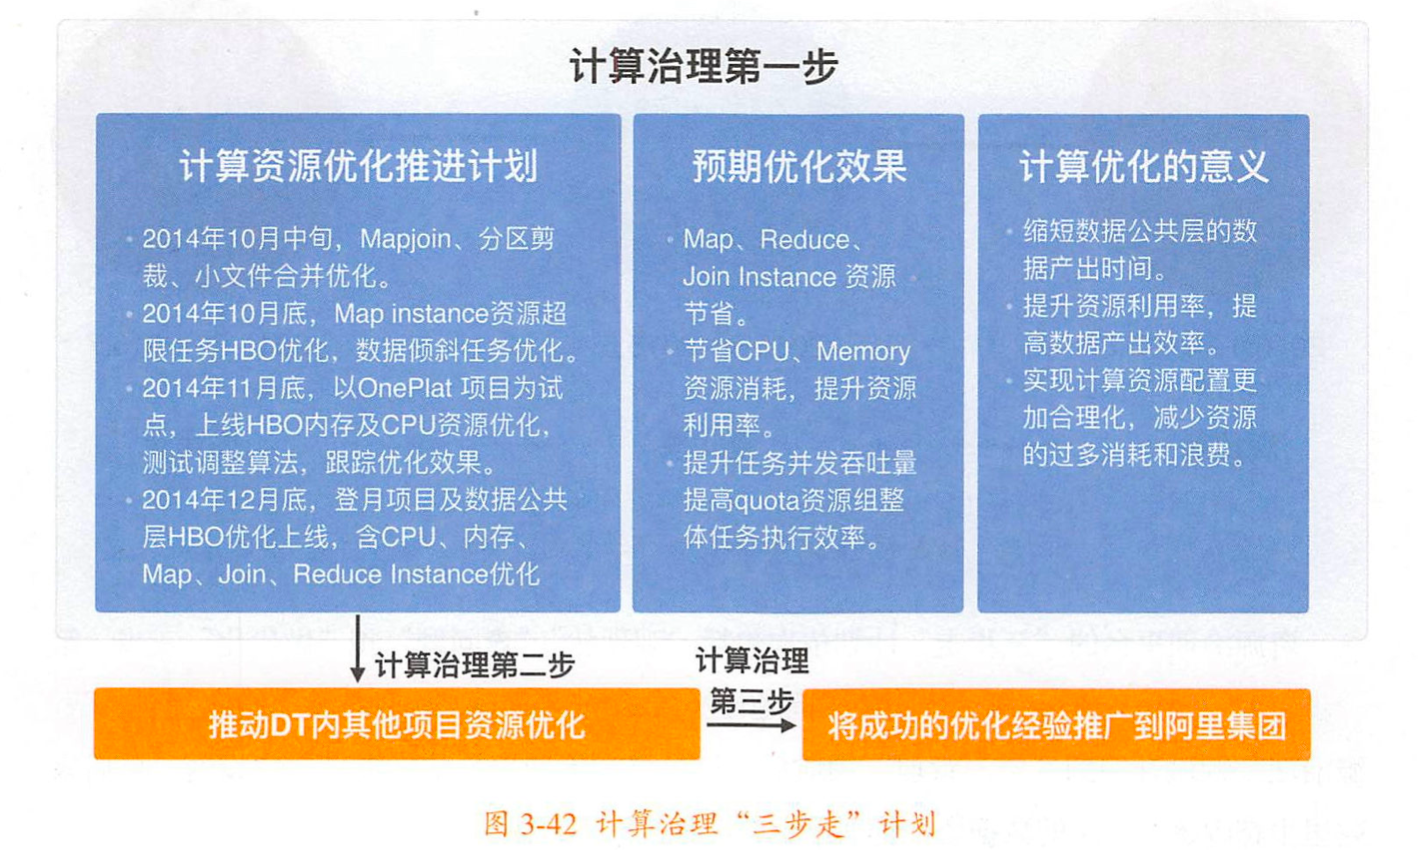 计算治理第一步
计算资源优化推进计划
· 2014年10月中旬，Mapjoin、分区剪
裁、小文件合并优化。
· 2014年10月底，Map instance资源超
限任务HBO优化，数据倾斜任务优化。
· 2014年11月底，以OnePlat 项目为试
点，上线HBO内存及CPU资源优化，
测试调整算法，跟踪优化效果。
· 2014年12月底，登月项目及数据公共
层HBO优化上线，含CPU、内存、
Map、Join、Reduce Instance优化
预期优化效果
· Map、Reduce、
Join Instance 资源
节省。
· 节省CPU、Memory
资源消耗，提升资源
利用率。
· 提升任务并发吞吐量
提高quota资源组整
体任务执行效率。
计算优化的意义
· 缩短数据公共层的数
据产出时间。
· 提升资源利用率，提
高数据产出效率。
· 实现计算资源配置更
加合理化，减少资源
的过多消耗和浪费。
计算治理第二步
计算治理
第三步
推动DT内其他项目资源优化
将成功的优化经验推广到阿里集团
图 3-42 计算治理“三步走”计划